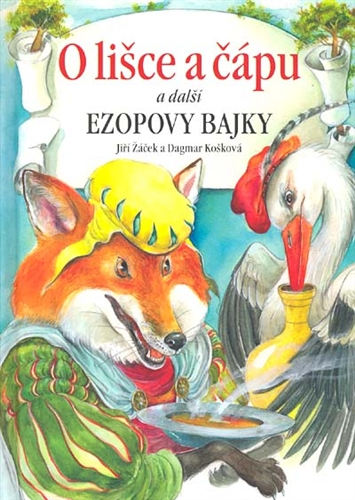 O lišce a čápu
a další
EZOPOVY BAJKY
Jiří Žáček a Dagmar Košková